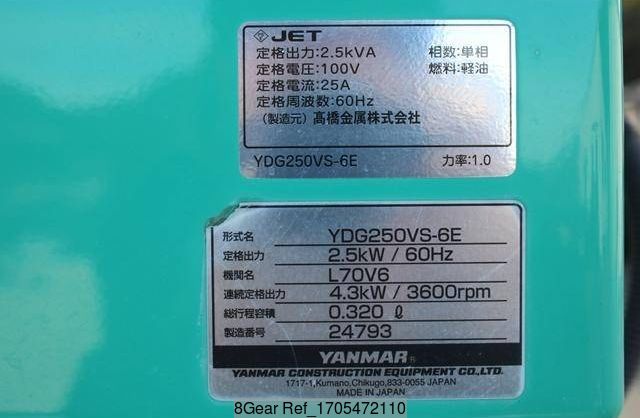 JET
定格出力:2.5kVA 相数:単相
定格電圧:100V 燃料:軽油
定格電流:25A
定格周波数:60Hz
(製造元) 髙橋金属株式会社
YDG250VS-6E 力率:1.0
形式名 YDG250VS-6E
定格出力 2.5kW / 60Hz
機関名 L70V6
連続定格出力 4.3kW / 3600rpm
総行程容積 0.320 ℓ
製造番号 24793
YANMAR
YANMAR CONSTRUCTION EQUIPMENT CO.,LTD.
1717-1,Kumano,Chikugo,833-0055 JAPAN
MADE IN JAPAN
8Gear Ref_1705472110